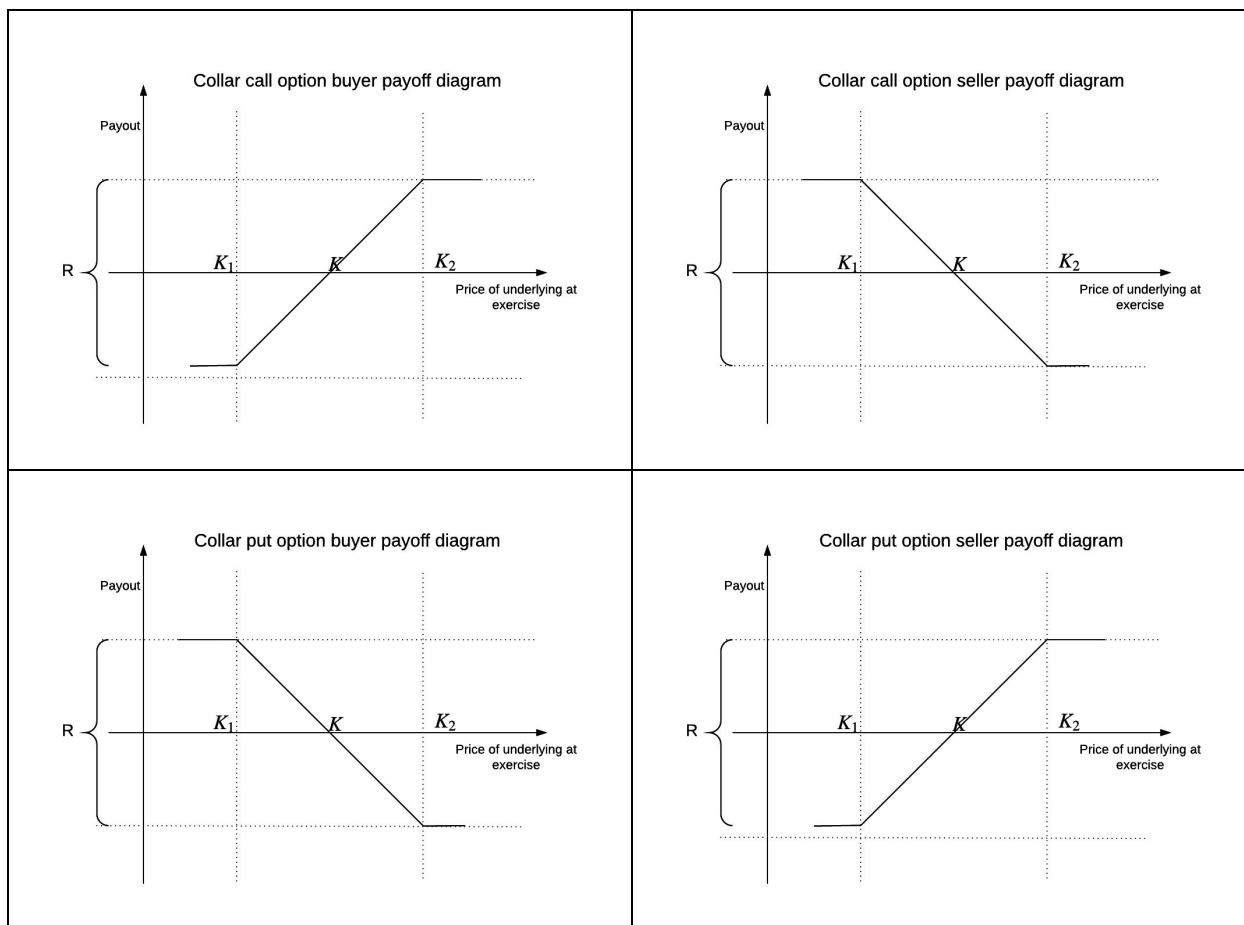 Collar call option buyer payoff diagram
Payout
R
K₁
K
K₂
Price of underlying at
exercise
Collar call option seller payoff diagram
Payout
R
K₁
K
K₂
Price of underlying at
exercise
Collar put option buyer payoff diagram
Payout
R
K₁
K
K₂
Price of underlying at
exercise
Collar put option seller payoff diagram
Payout
R
K₁
K
K₂
Price of underlying at
exercise